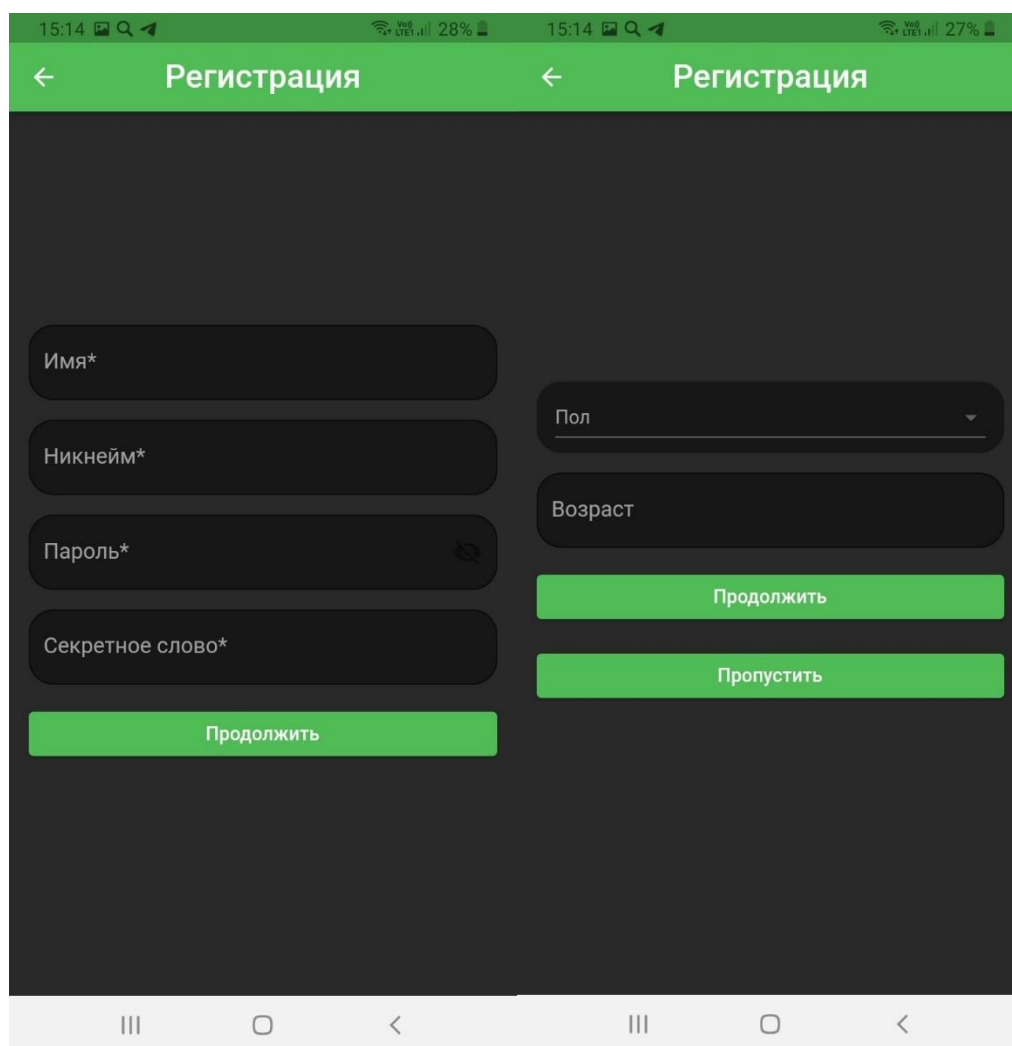 15:14
28%
Регистрация
Имя*
Никнейм*
Пароль*
Секретное слово*
Продолжить
15:14
27%
Регистрация
Пол
Возраст
Продолжить
Пропустить